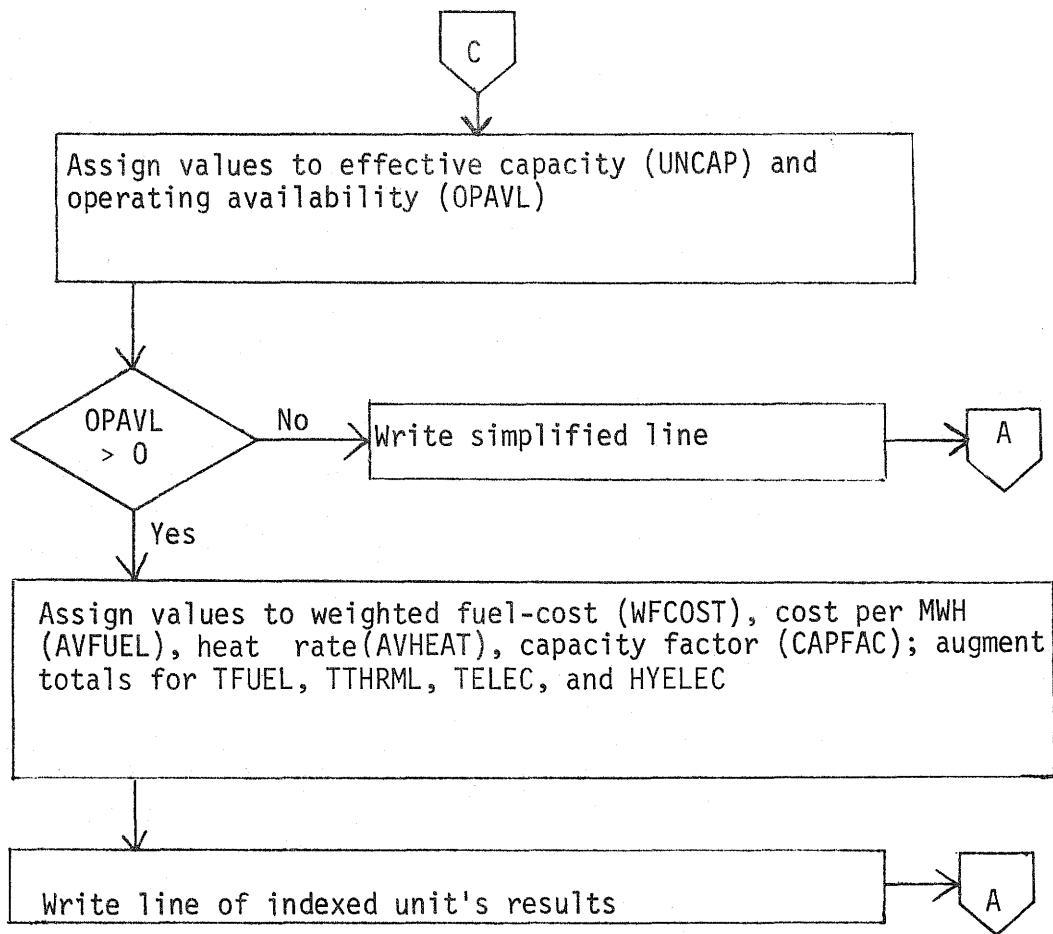 C
Assign values to effective capacity (UNCAP) and
operating availability (OPAVL)
OPAVL
> 0
No
Write simplified line
A
Yes
Assign values to weighted fuel-cost (WFCOST), cost per MWH
(AVFUEL), heat rate(AVHEAT), capacity factor (CAPFAC); augment
totals for TFUEL, TTHRML, TELEC, and HYELEC
Write line of indexed unit's results
A